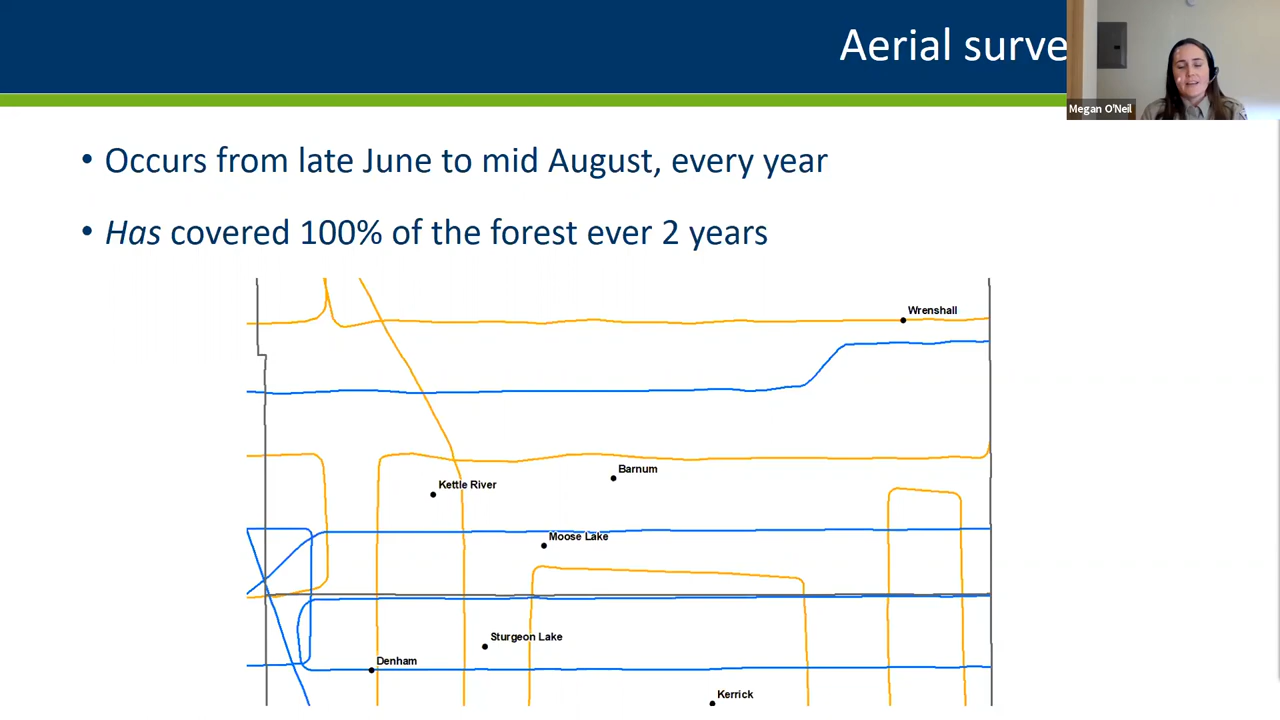 Aerial surve
Megan O'Neil
• Occurs from late June to mid August, every year
• Has covered 100% of the forest ever 2 years
Wrenshall
Barnum
Kettle River
Moose Lake
Sturgeon Lake
Denham
Kerrick